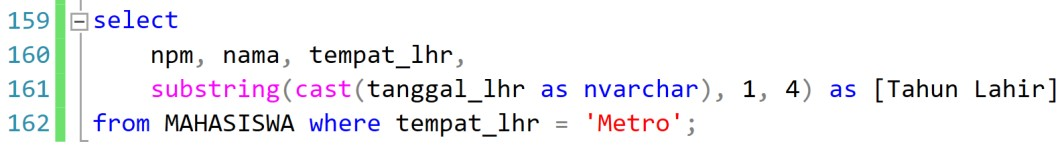 159 select
160 npm, nama, tempat_lhr,
161 substring(cast(tanggal_lhr as nvarchar), 1, 4) as [Tahun Lahir]
162 from MAHASISWA where tempat_lhr = 'Metro';